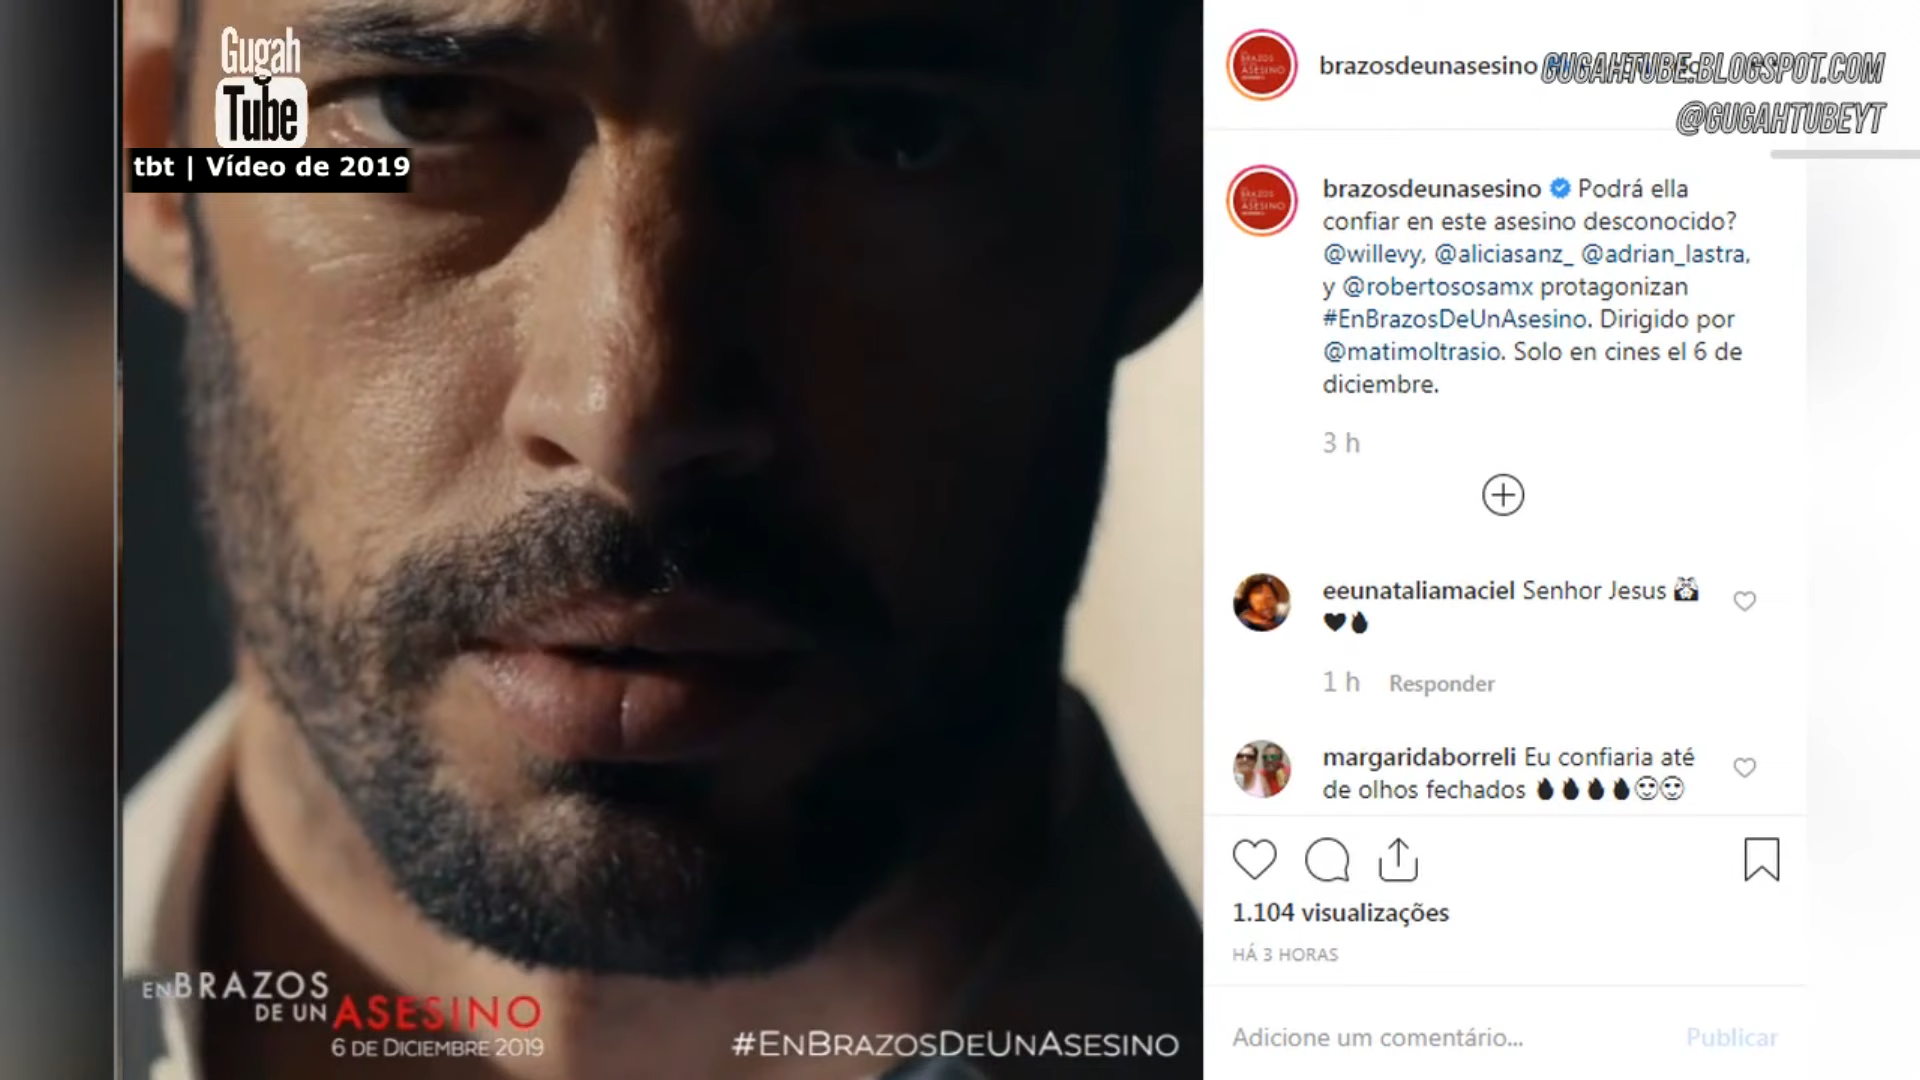 Gugah
Tube
tbt | Vídeo de 2019
EN BRAZOS
DE UN ASESINO
6 DE DICIEMBRE 2019
#ENBRAZOSDEUNASESINO
brazosdeunasesino
GUGAHTUBE.BLOGSPOT.COM
@GUGAHTUBEYT
brazosdeunasesino Podrá ella
confiar en este asesino desconocido?
@willevy, @aliciasanz_ @adrian_lastra,
y @robertososamx protagonizan
#EnBrazosDeUnAsesino. Dirigido por
@matimoltrasio. Solo en cines el 6 de
diciembre.
3 h
eeunataliamaciel Senhor Jesus
1 h Responder
margaridaborreli Eu confiaria até
de olhos fechados
1.104 visualizações
HÁ 3 HORAS
Adicione um comentário... Publicar